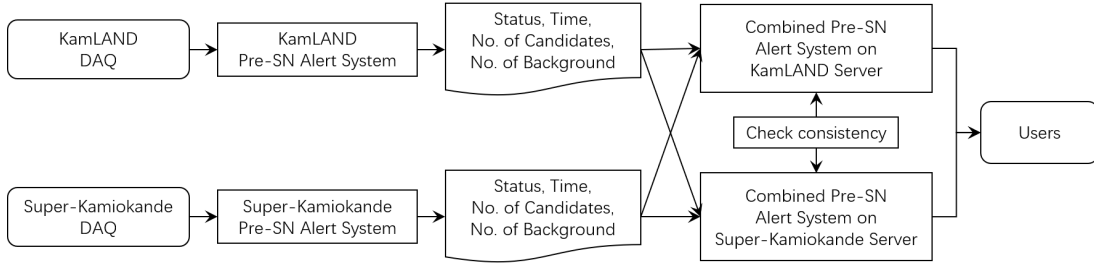 KamLAND
DAQ
KamLAND
Pre-SN Alert System
Status, Time,
No. of Candidates,
No. of Background
Combined Pre-SN
Alert System on
KamLAND Server
Check consistency
Users
Super-Kamiokande
DAQ
Super-Kamiokande
Pre-SN Alert System
Status, Time,
No. of Candidates,
No. of Background
Combined Pre-SN
Alert System on
Super-Kamiokande Server